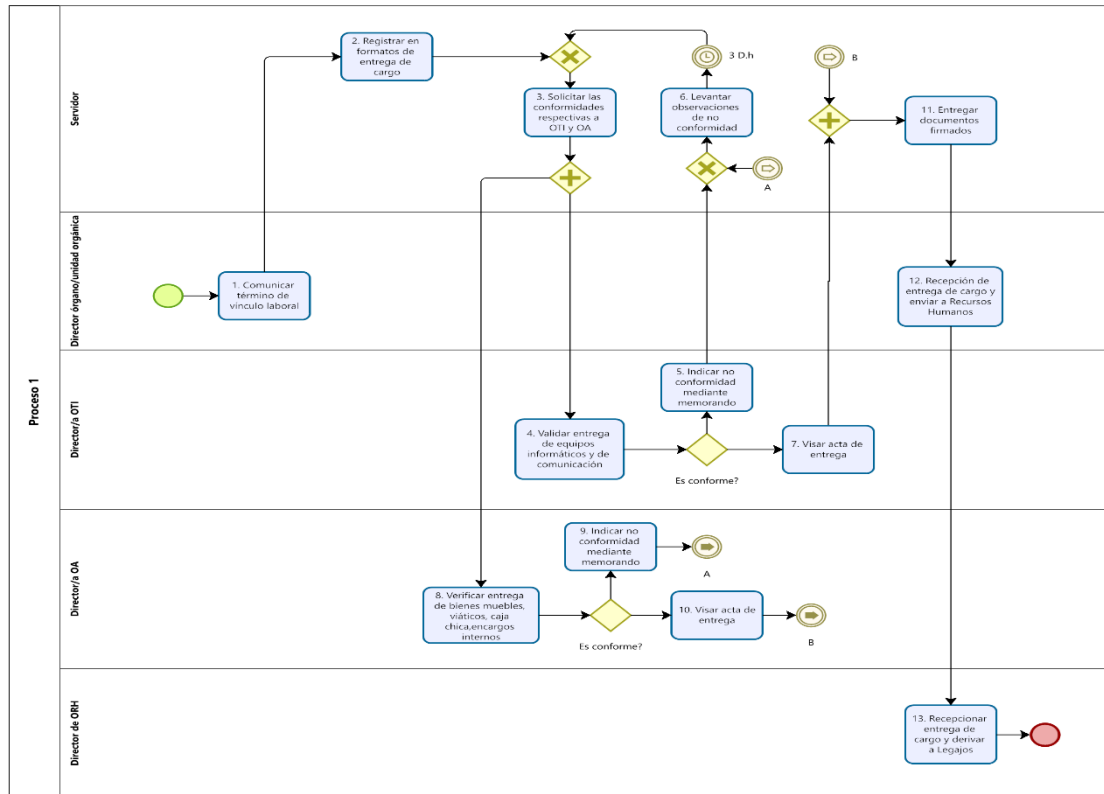 Proceso 1
Servidor
2. Registrar en
formatos de
entrega de
cargo
3. Solicitar las
conformidades
respectivas a
OTI y OA
6. Levantar
observaciones
de no
conformidad
3 D.h
A
B
11. Entregar
documentos
firmados
Director órgano/unidad orgánica
1. Comunicar
término de
vínculo laboral
12. Recepción de
entrega de cargo y
enviar a Recursos
Humanos
Director/a OTI
4. Validar entrega
de equipos
informáticos y de
comunicación
5. Indicar no
conformidad
mediante
memorando
Es conforme?
7. Visar acta de
entrega
Director/a OA
8. Verificar entrega
de bienes muebles,
viáticos, caja
chica,encargos
internos
9. Indicar no
conformidad
mediante
memorando
A
Es conforme?
10. Visar acta de
entrega
B
Director de ORH
13. Recepcionar
entrega de
cargo y derivar
a Legajos